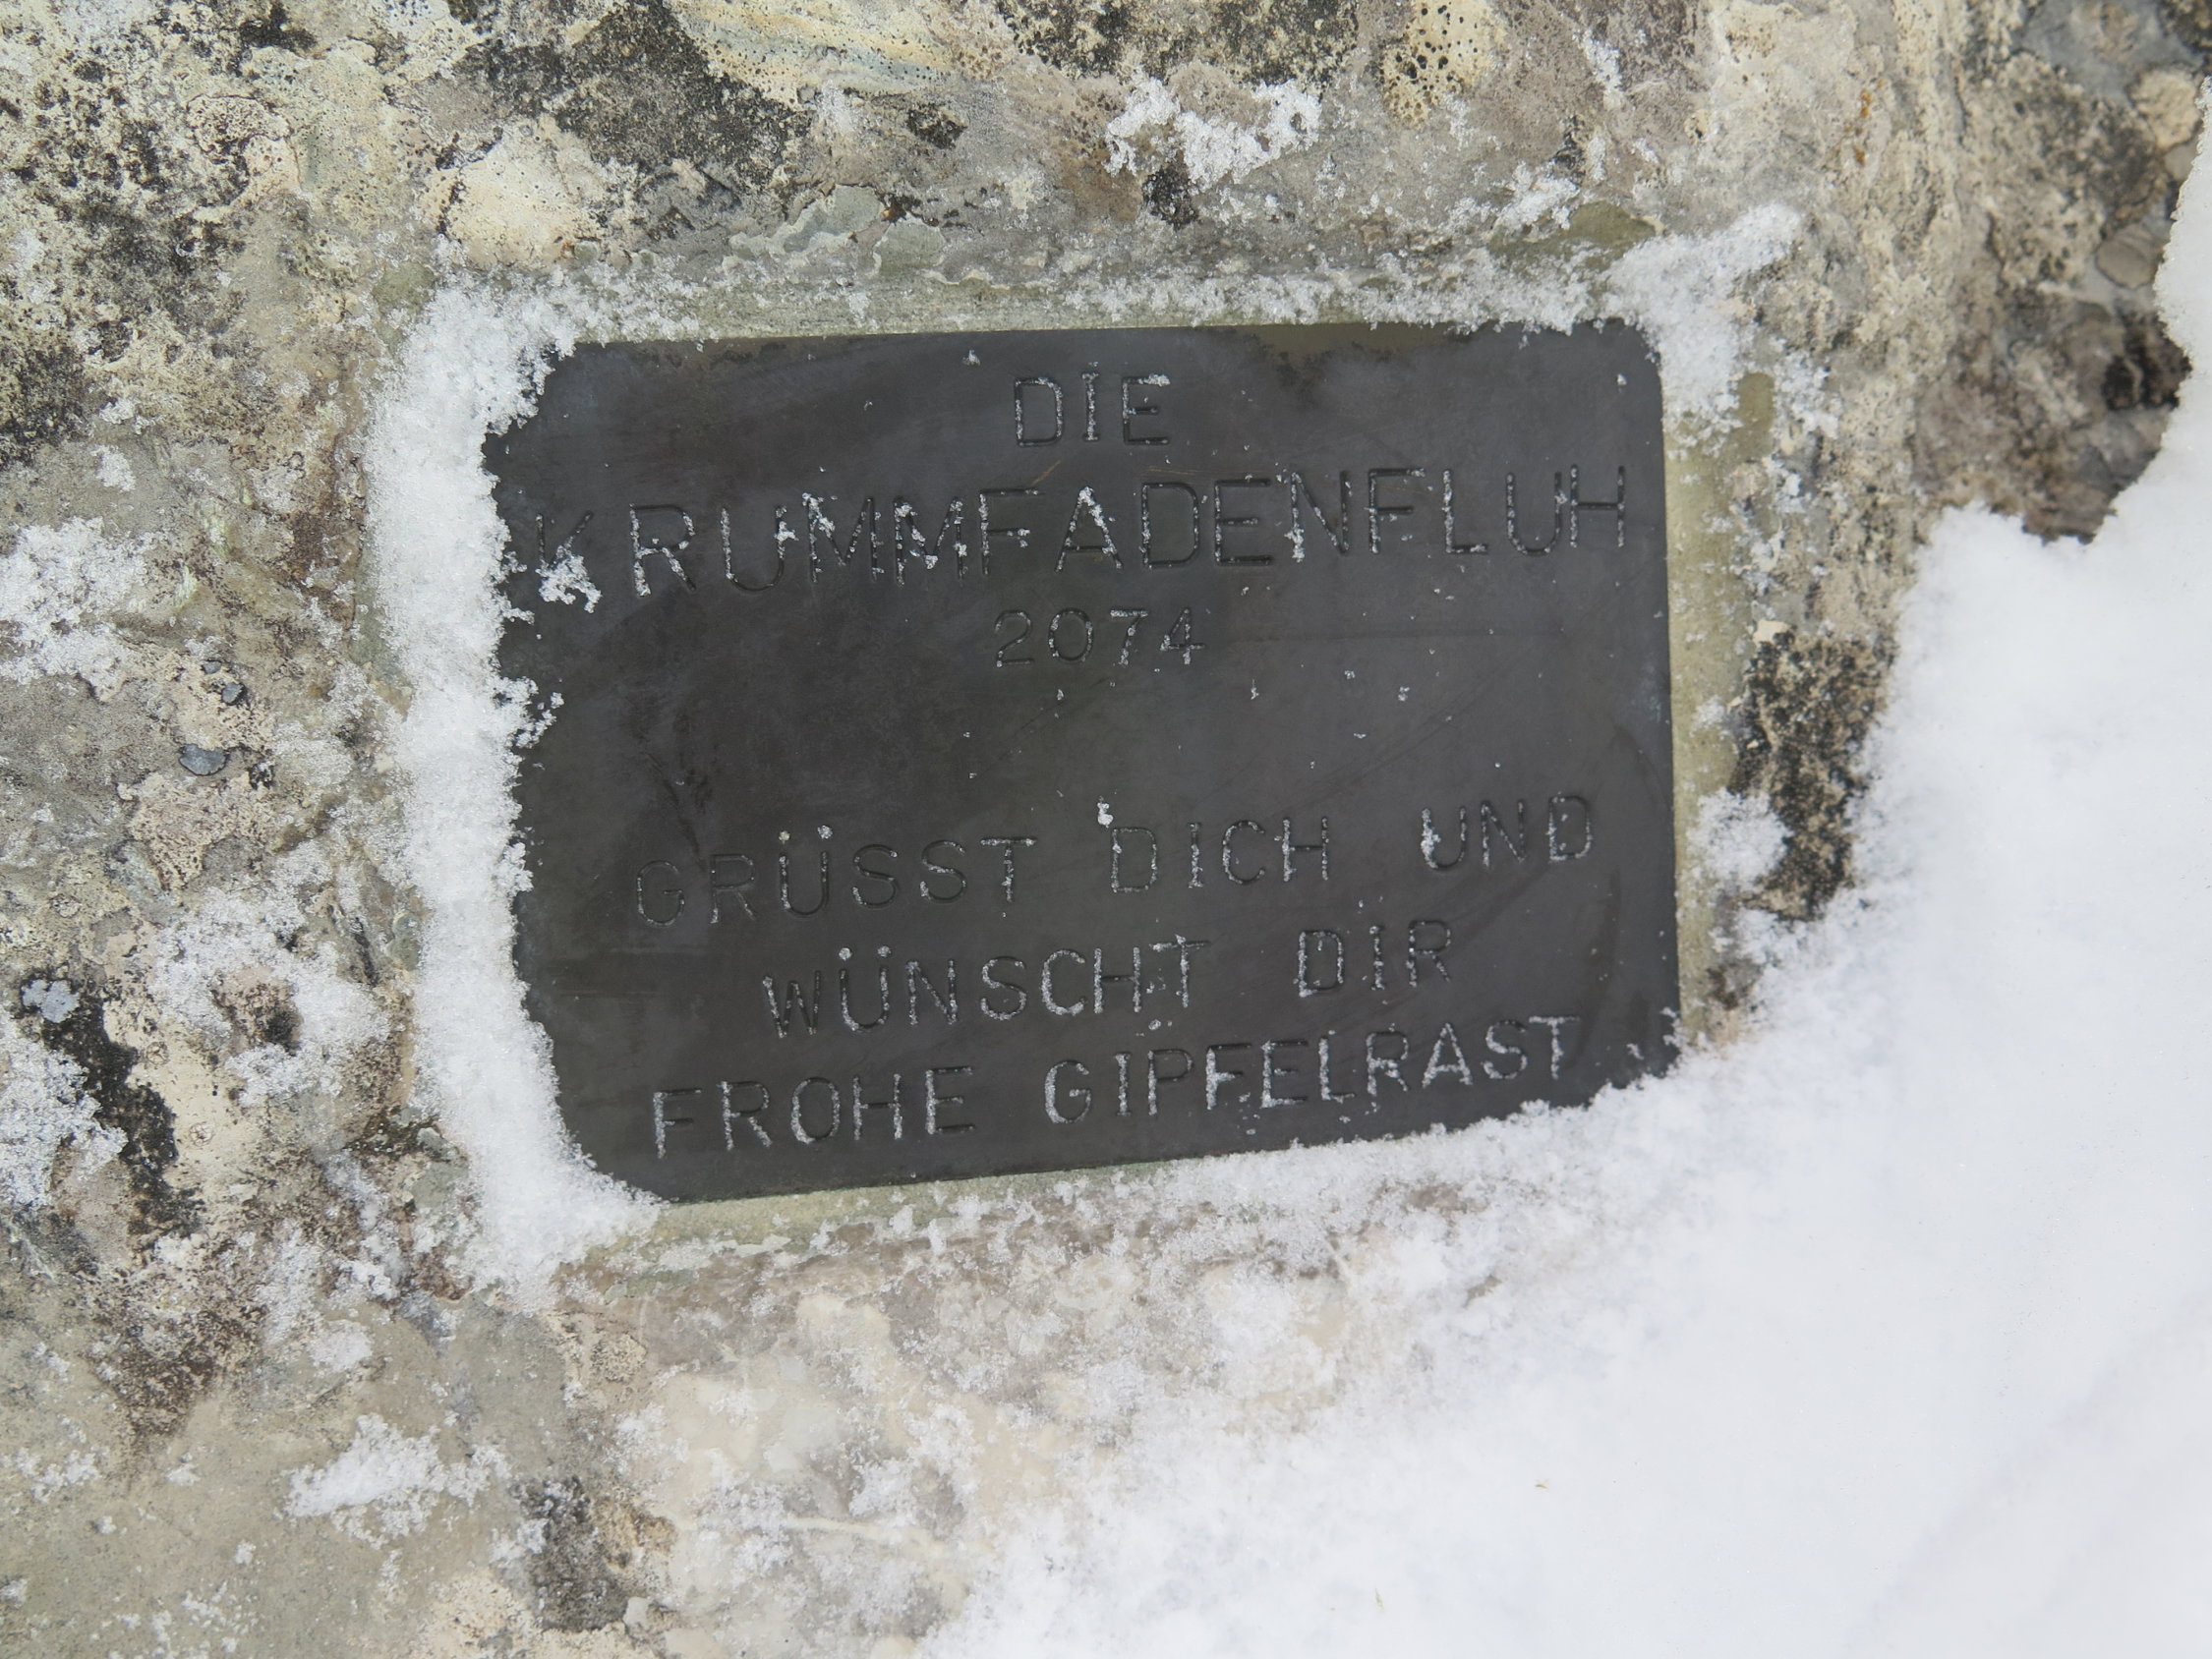 DIE
KRUMMFADENFLUH
2074
GRÜSST DICH UND
WÜNSCHT DIR
FROHE GIPFELRAST